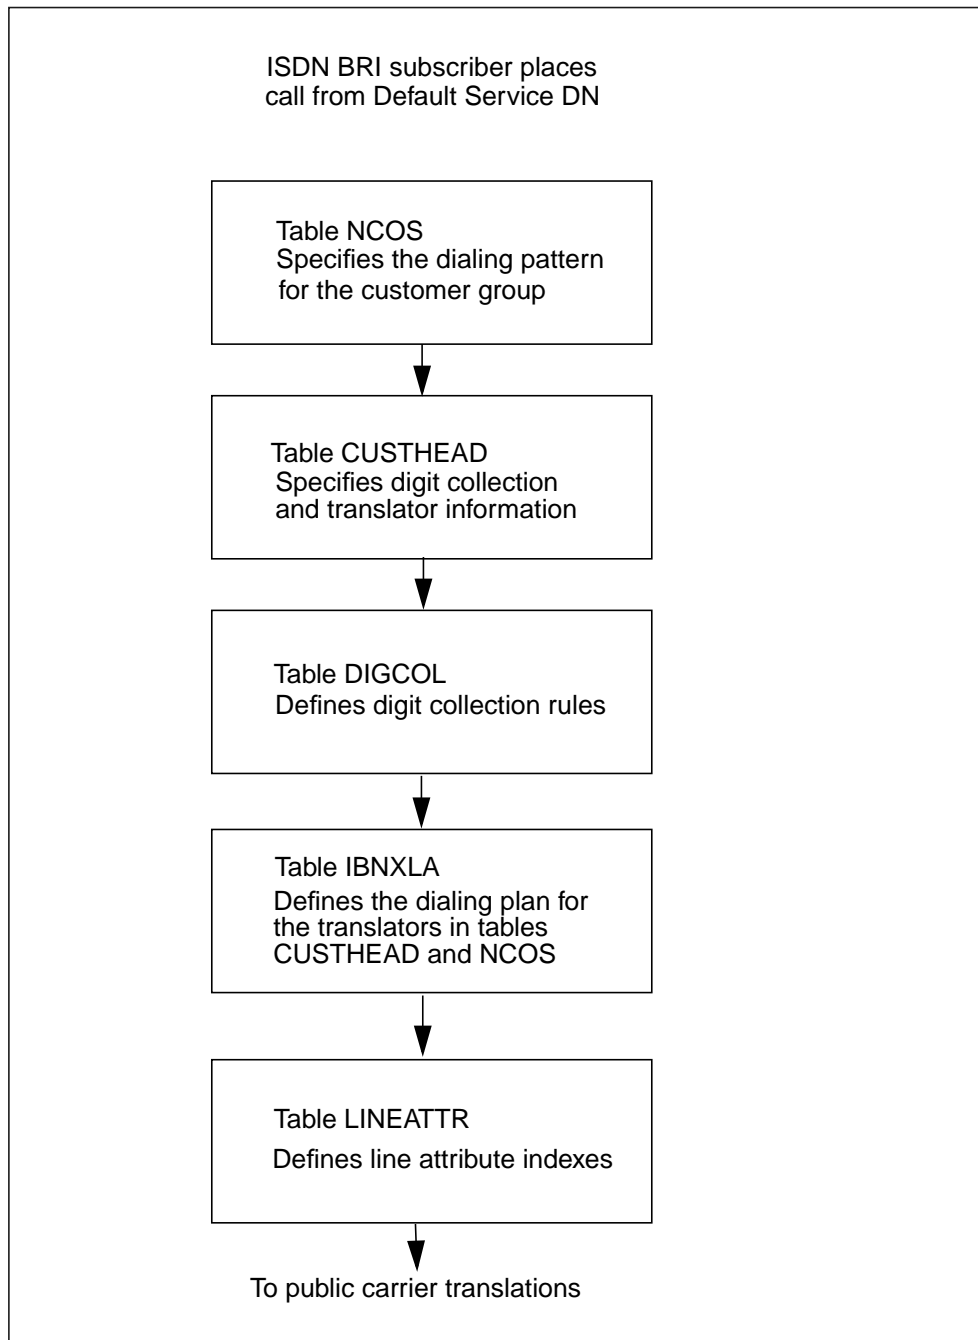 ISDN BRI subscriber places
call from Default Service DN
Table NCOS
Specifies the dialing pattern
for the customer group
Table CUSTHEAD
Specifies digit collection
and translator information
Table DIGCOL
Defines digit collection rules
Table IBNXLA
Defines the dialing plan for
the translators in tables
CUSTHEAD and NCOS
Table LINEATTR
Defines line attribute indexes
To public carrier translations